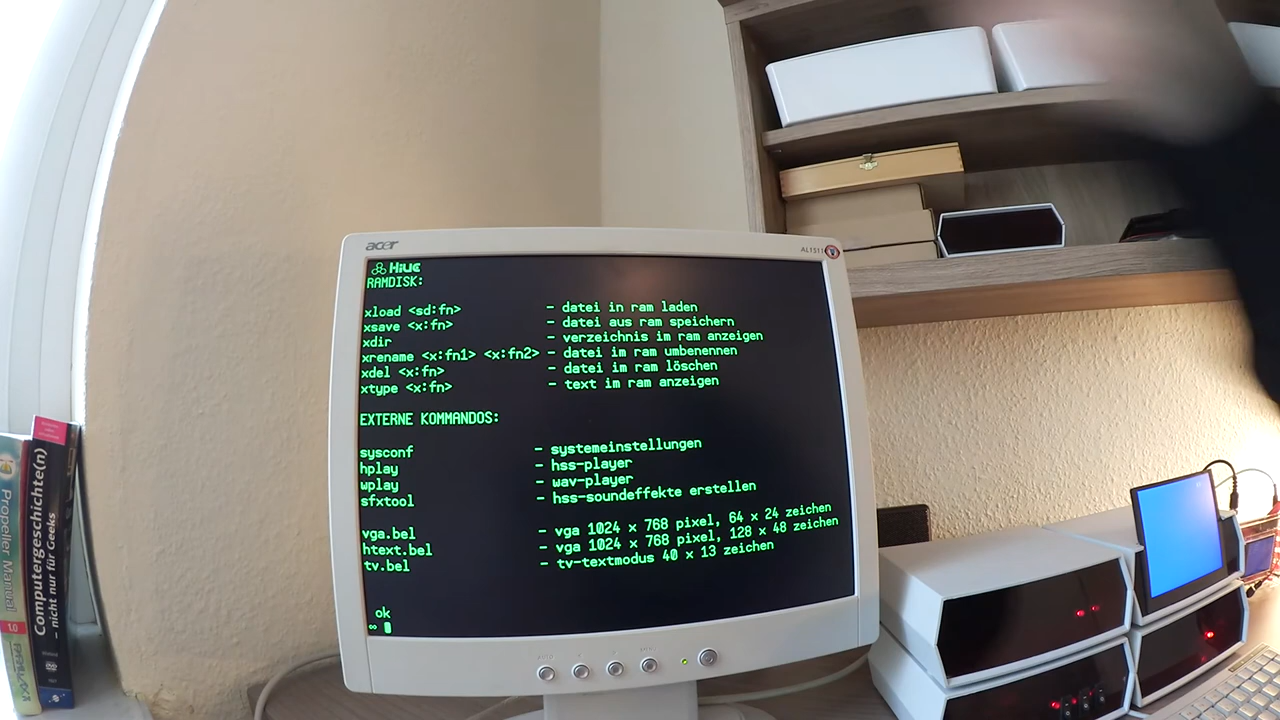 acer
AL1511
Hive
RAMDISK:
xload <sd:fn> - datei in ram laden
xsave <x:fn> - datei aus ram speichern
xdir - verzeichnis im ram anzeigen
xrename <x:fn1> <x:fn2> - datei im ram umbenennen
xdel <x:fn> - datei im ram löschen
xtype <x:fn> - text im ram anzeigen
EXTERNE KOMMANDOS:
sysconf - systemeinstellungen
hplay - hss-player
wplay - wav-player
sfxtool - hss-soundeffekte erstellen
vga.bel - vga 1024 x 768 pixel, 64 x 24 zeichen
htext.bel - vga 1024 x 768 pixel, 128 x 48 zeichen
tv.bel - tv-textmodus 40 x 13 zeichen
ok
∞
AUTO
Propeller Manual
1.0
PARALLAX
Computergeschichte(n)
– nicht nur für Geeks